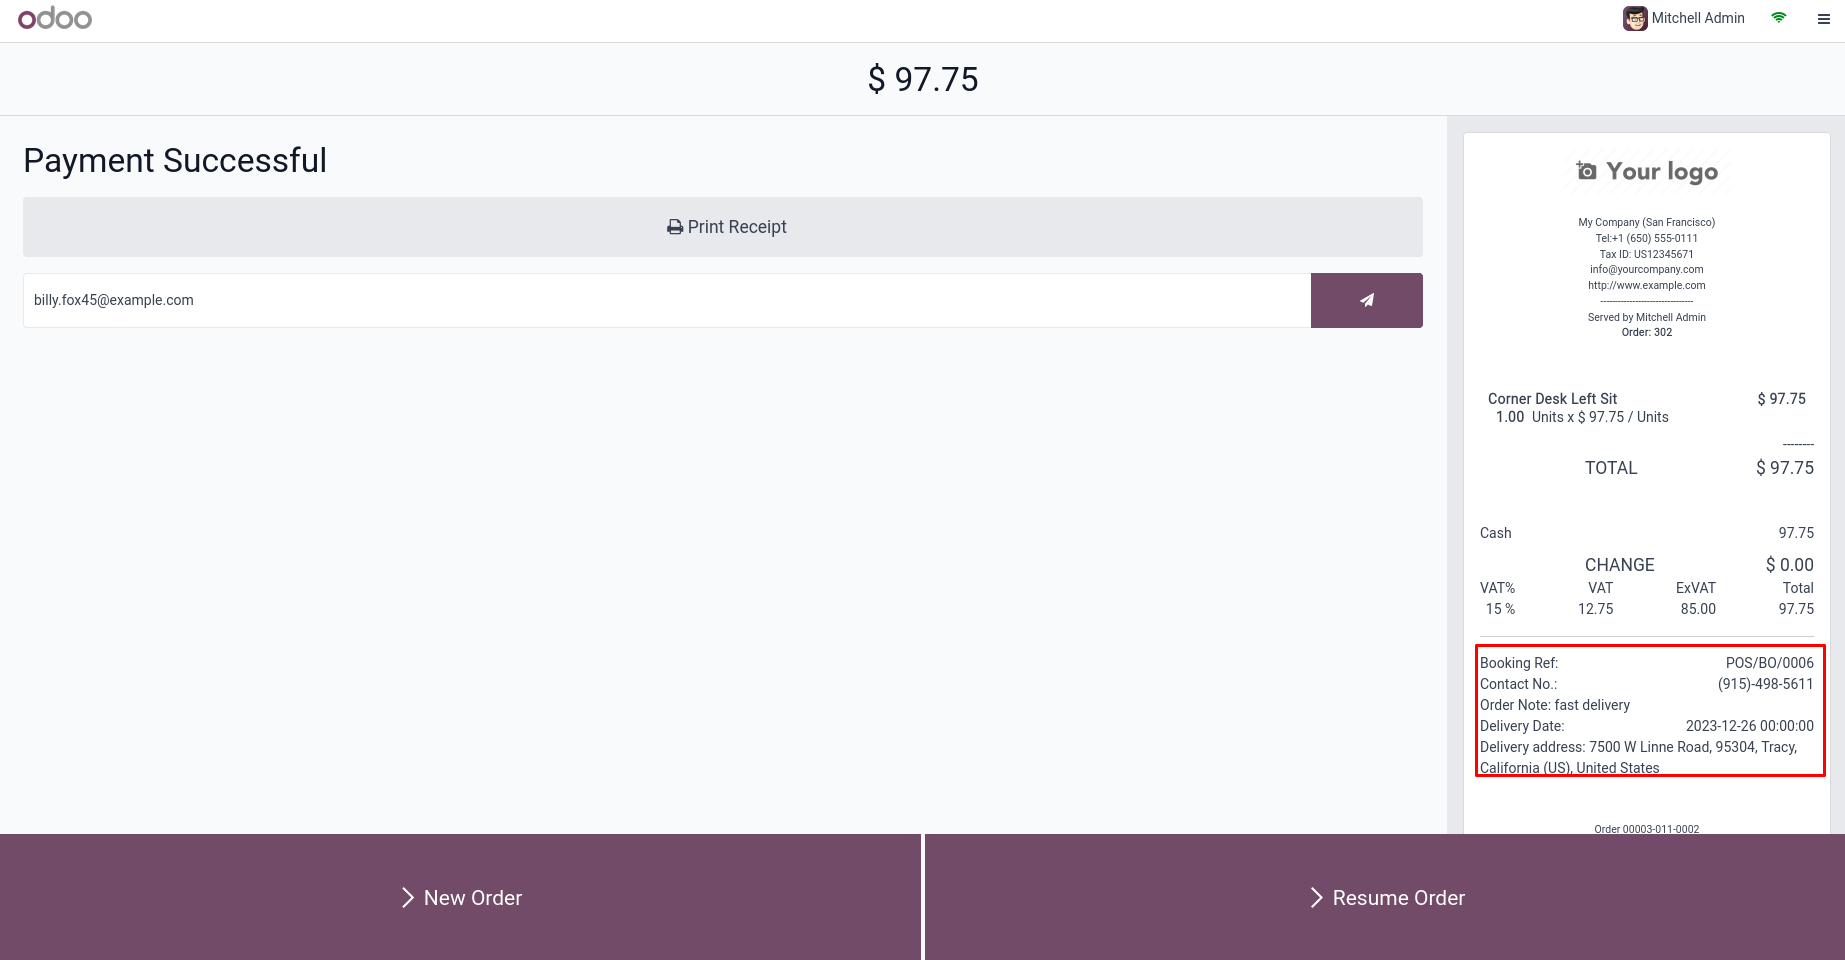 odoo
Mitchell Admin
$ 97.75
Payment Successful
Print Receipt
billy.fox45@example.com
Your logo
My Company (San Francisco)
Tel:+1 (650) 555-0111
Tax ID: US12345671
info@yourcompany.com
http://www.example.com
--------------------------------
Served by Mitchell Admin
Order: 302
Corner Desk Left Sit $ 97.75
1.00 Units x $ 97.75 / Units
--------
TOTAL $ 97.75
Cash 97.75
CHANGE $ 0.00
VAT% VAT ExVAT Total
15 % 12.75 85.00 97.75
Booking Ref: POS/BO/0006
Contact No.: (915)-498-5611
Order Note: fast delivery
Delivery Date: 2023-12-26 00:00:00
Delivery address: 7500 W Linne Road, 95304, Tracy,
California (US), United States
Order 00003-011-0002
New Order
Resume Order